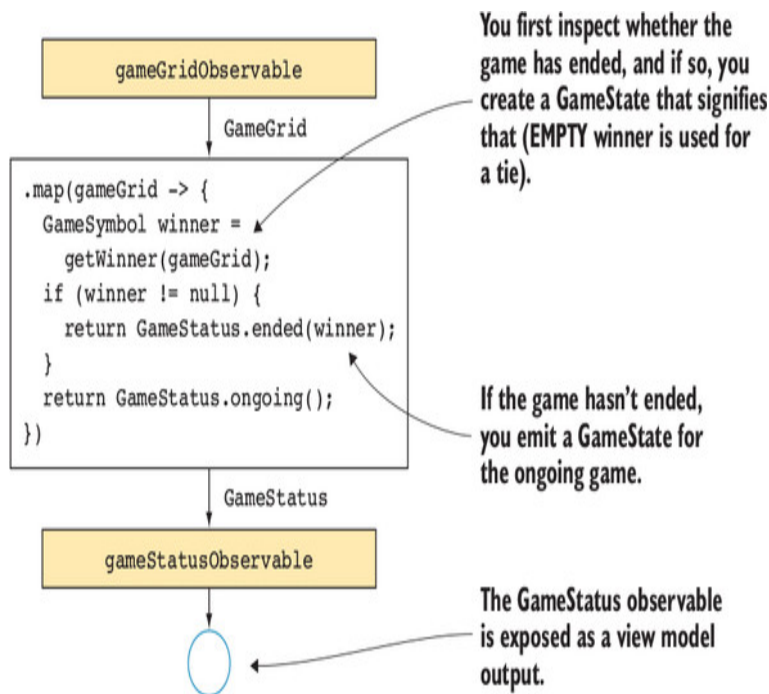 gameGridObservable
GameGrid
.map(gameGrid -> {
GameSymbol winner =
getWinner(gameGrid);
if (winner != null) {
return GameStatus.ended(winner);
}
return GameStatus.ongoing();
})
GameStatus
gameStatusObservable
You first inspect whether the
game has ended, and if so, you
create a GameState that signifies
that (EMPTY winner is used for
a tie).
If the game hasn't ended,
you emit a GameState for
the ongoing game.
The GameStatus observable
is exposed as a view model
output.